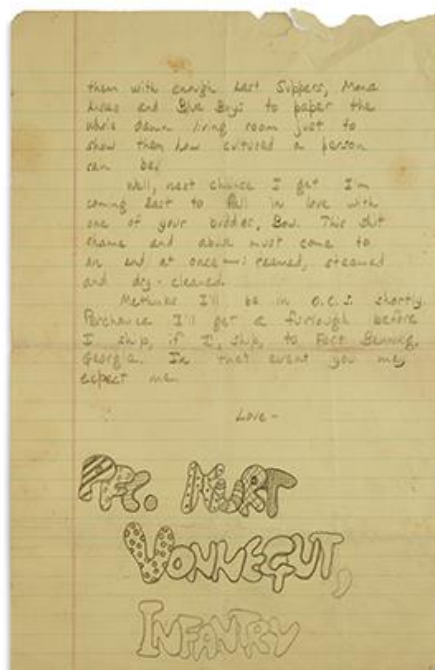 them with enough Last Suppers, Mona
Lisas and Blue Boys to paper the
whole damn living room just to
show them how cultured a person
can be.
Well, next chance I get I'm
coming East to fall in love with
one of your biddies, Bow. This shit
shame and abuse must come to
an end at once — reamed, steamed
and dry-cleaned.
Methinks I'll be in O.C.S. shortly.
Perchance I'll get a furlough before
I ship, if I ship, to Fort Benning,
Georgia. In that event you may
expect me.
Love -
Pfc. Kurt
Vonnegut,
Infantry